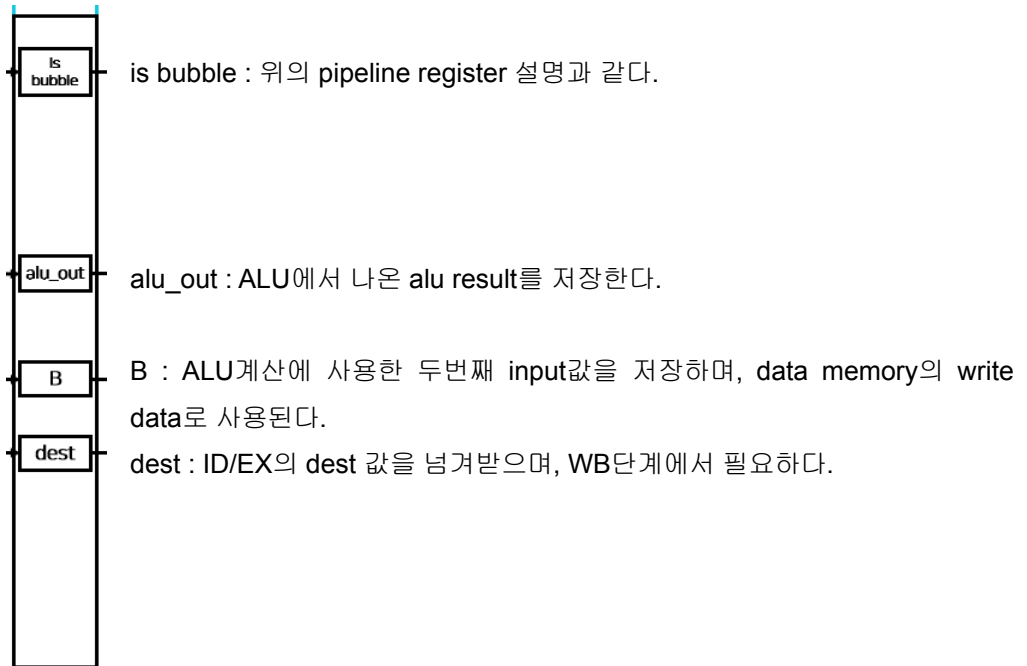 Is
bubble
is bubble : 위의 pipeline register 설명과 같다.
alu_out
alu_out : ALU에서 나온 alu result를 저장한다.
B
B : ALU계산에 사용한 두번째 input값을 저장하며, data memory의 write
data로 사용된다.
dest
dest : ID/EX의 dest 값을 넘겨받으며, WB단계에서 필요하다.